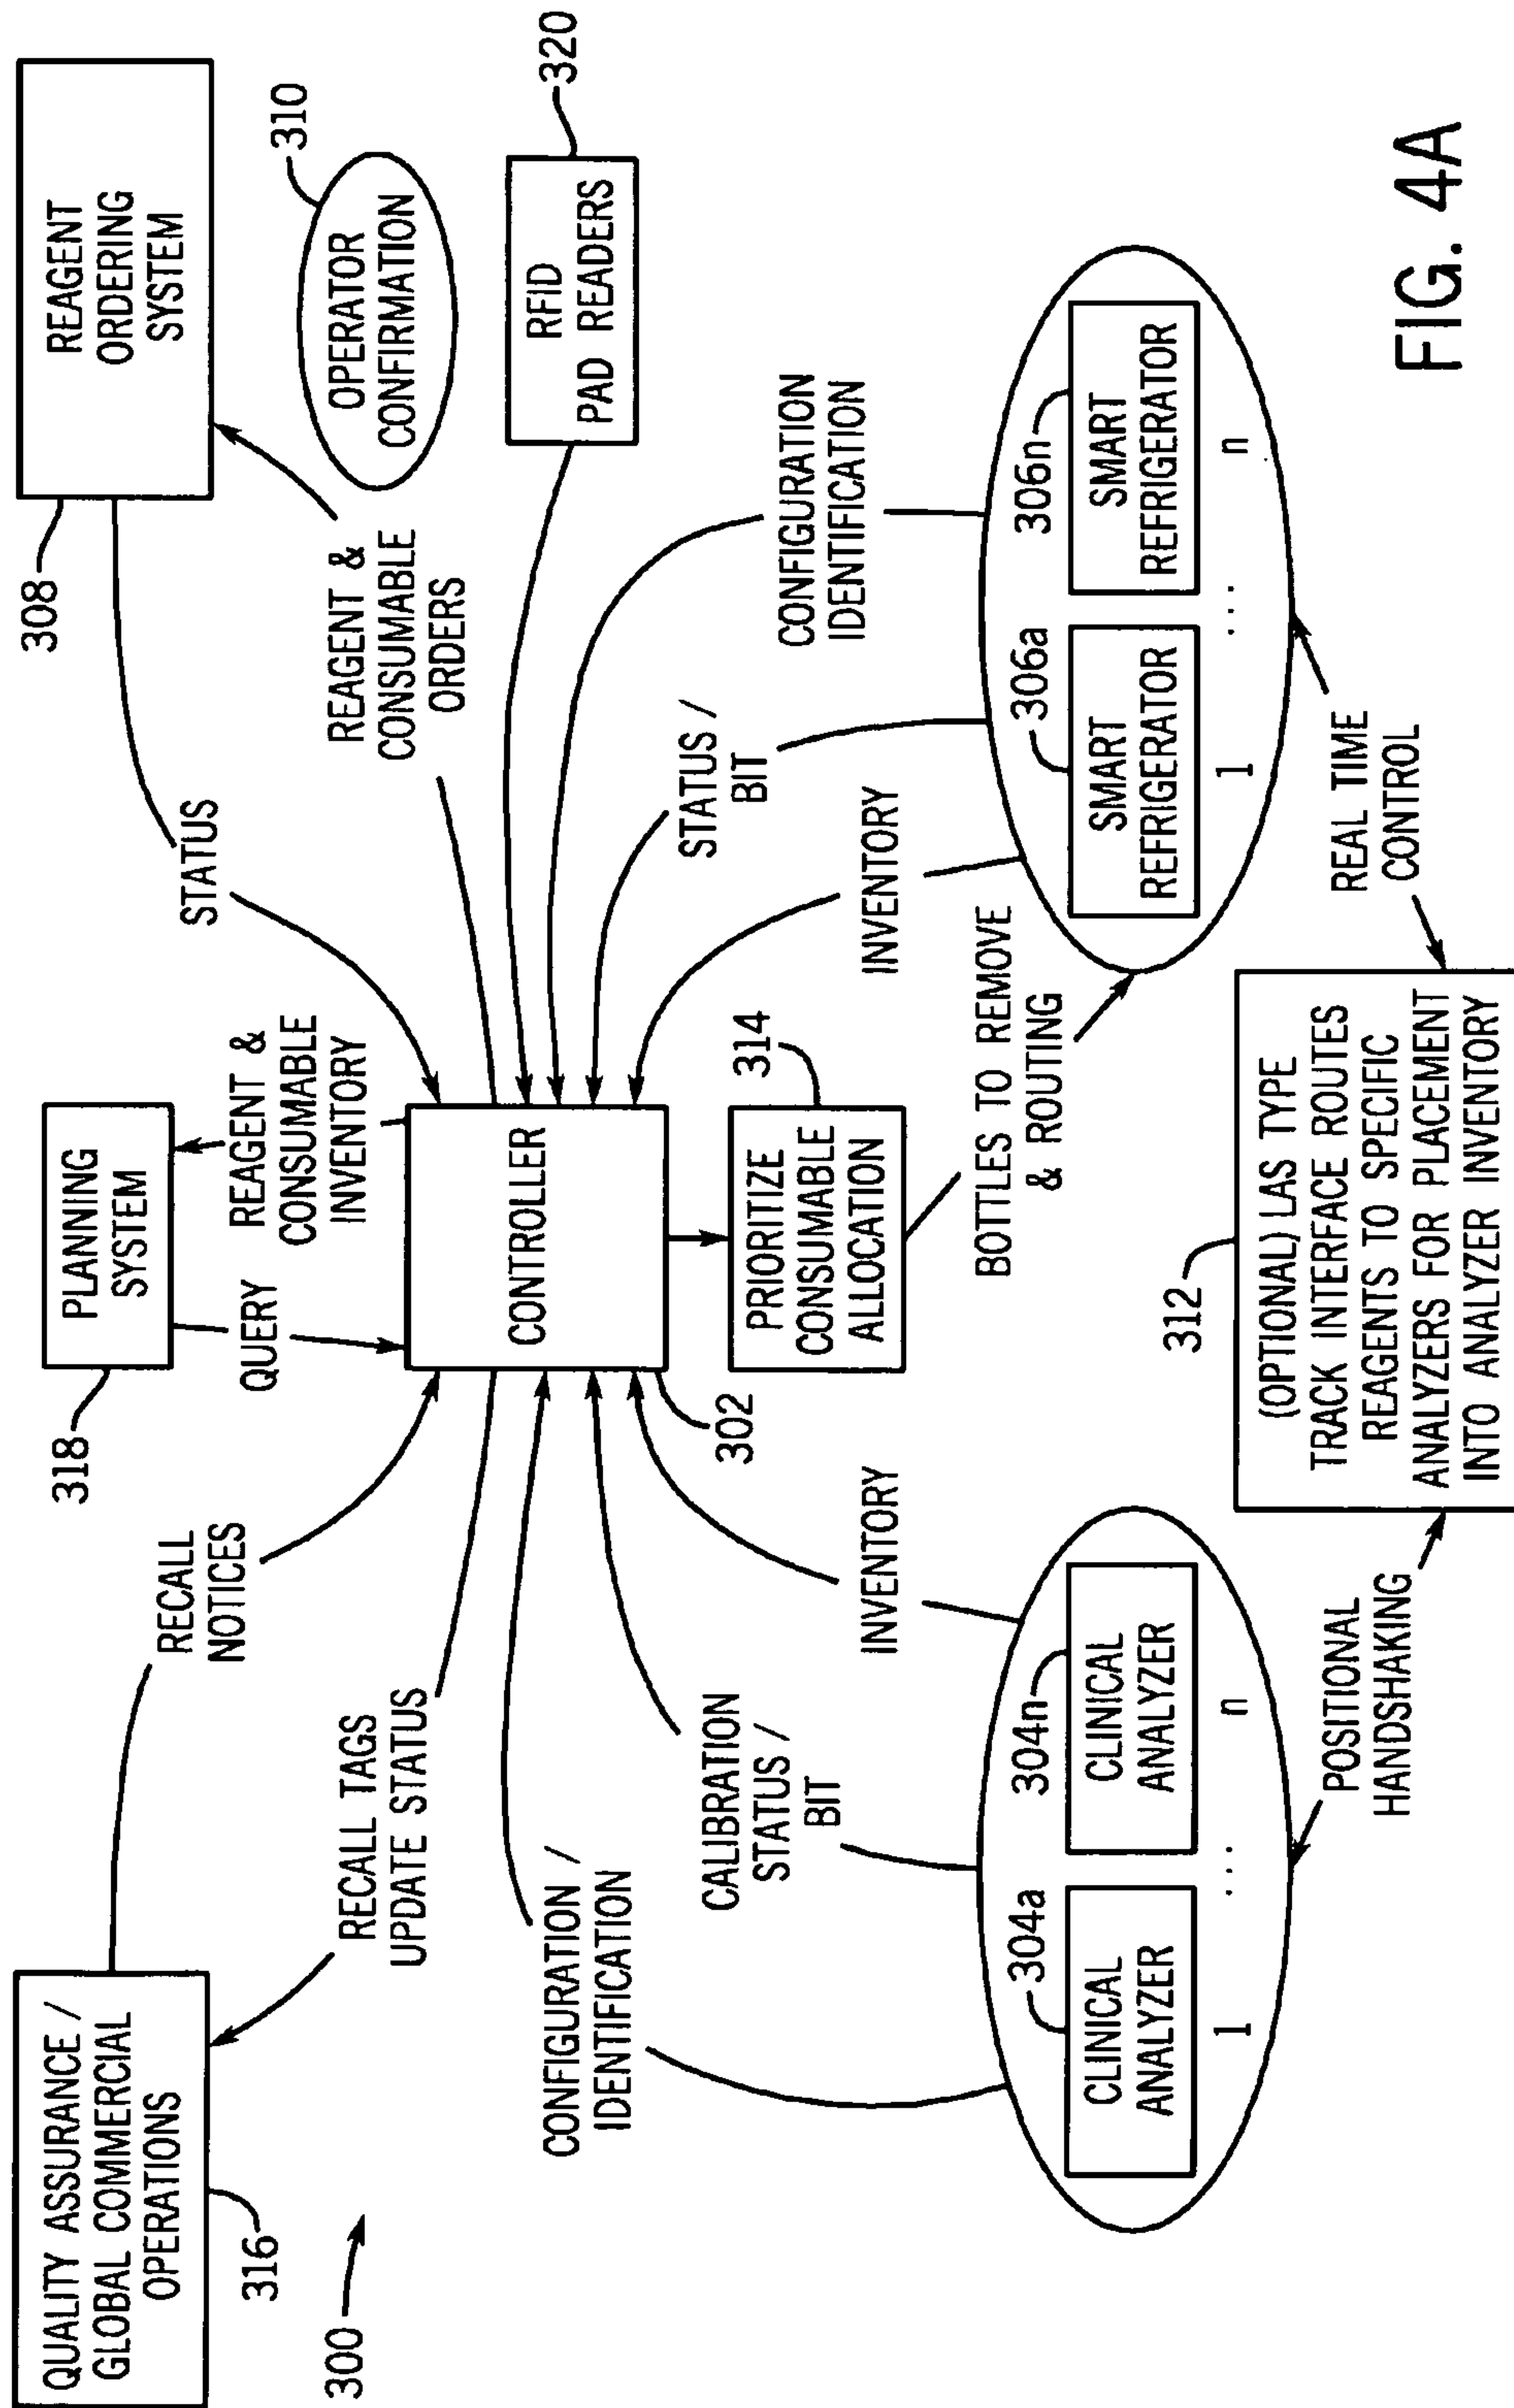 QUALITY ASSURANCE /
GLOBAL COMMERCIAL
OPERATIONS
316
300
RECALL
NOTICES
RECALL TAGS
UPDATE STATUS
318
PLANNING
SYSTEM
QUERY
REAGENT &
CONSUMABLE
INVENTORY
STATUS
308
REAGENT
ORDERING
SYSTEM
310
OPERATOR
CONFIRMATION
REAGENT &
CONSUMABLE
ORDERS
320
RFID
PAD READERS
CONTROLLER
302
CONFIGURATION /
IDENTIFICATION
CALIBRATION
STATUS /
BIT
INVENTORY
PRIORITIZE
CONSUMABLE
ALLOCATION
314
CONFIGURATION
IDENTIFICATION
STATUS /
BIT
INVENTORY
BOTTLES TO REMOVE
& ROUTING
304a
CLINICAL
ANALYZER
1
...
304n
CLINICAL
ANALYZER
n
306a
SMART
REFRIGERATOR
1
...
306n
SMART
REFRIGERATOR
n
POSITIONAL
HANDSHAKING
312
(OPTIONAL) LAS TYPE
TRACK INTERFACE ROUTES
REAGENTS TO SPECIFIC
ANALYZERS FOR PLACEMENT
INTO ANALYZER INVENTORY
REAL TIME
CONTROL
FIG. 4A